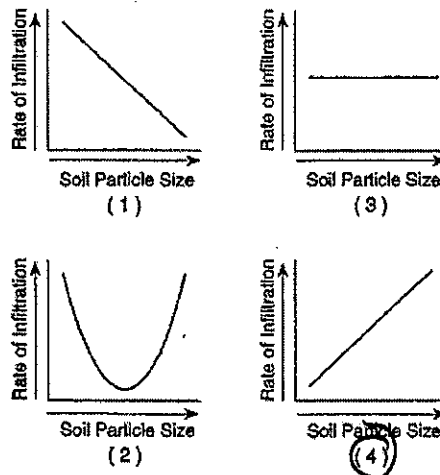 Rate of Infiltration
Soil Particle Size
(1)
Rate of Infiltration
Soil Particle Size
(3)
Rate of Infiltration
Soil Particle Size
(2)
Rate of Infiltration
Soil Particle Size
(4)